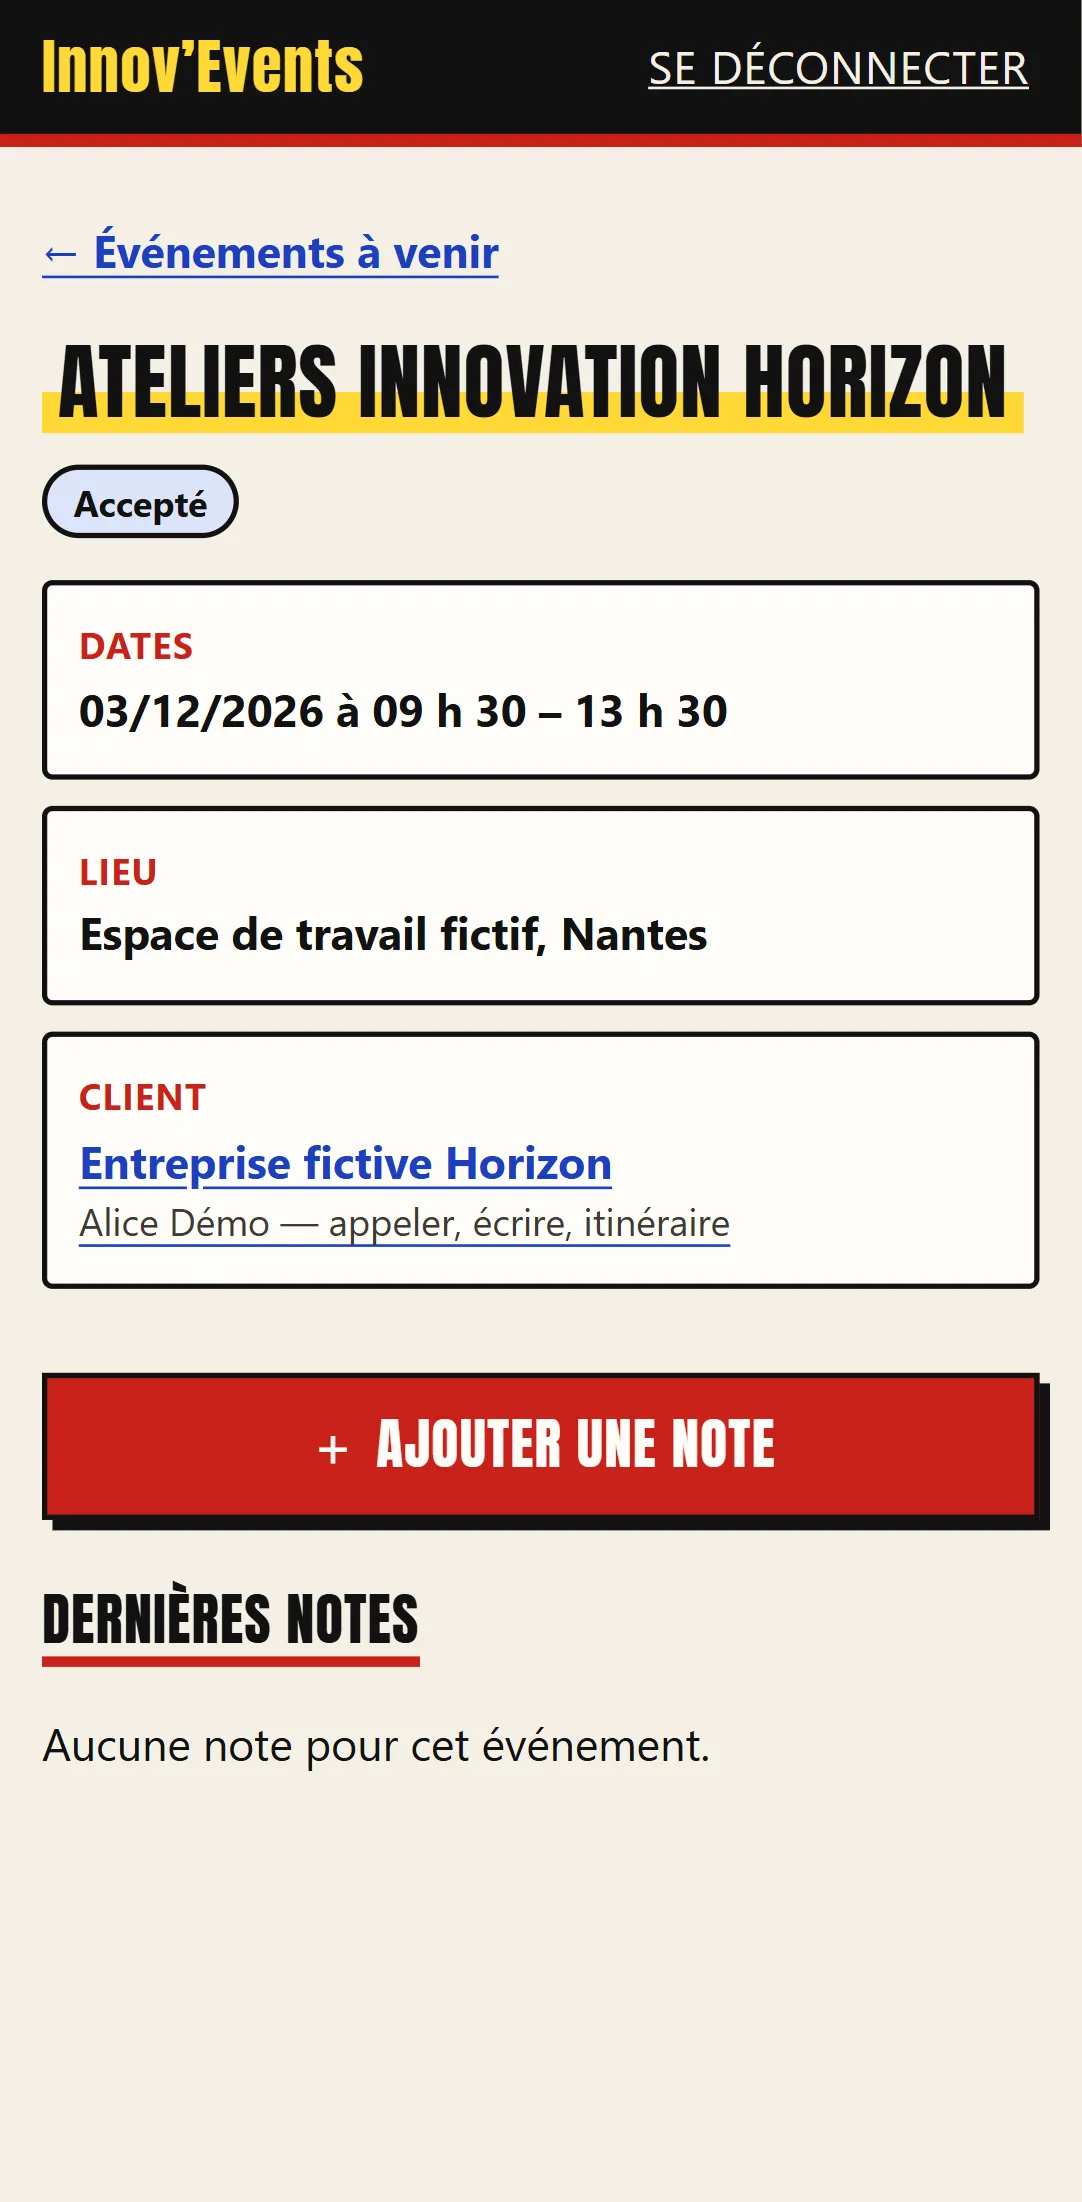 Innov’Events
SE DÉCONNECTER
← Événements à venir
ATELIERS INNOVATION HORIZON
Accepté
DATES
03/12/2026 à 09 h 30 – 13 h 30
LIEU
Espace de travail fictif, Nantes
CLIENT
Entreprise fictive Horizon
Alice Démo — appeler, écrire, itinéraire
+ AJOUTER UNE NOTE
DERNIÈRES NOTES
Aucune note pour cet événement.